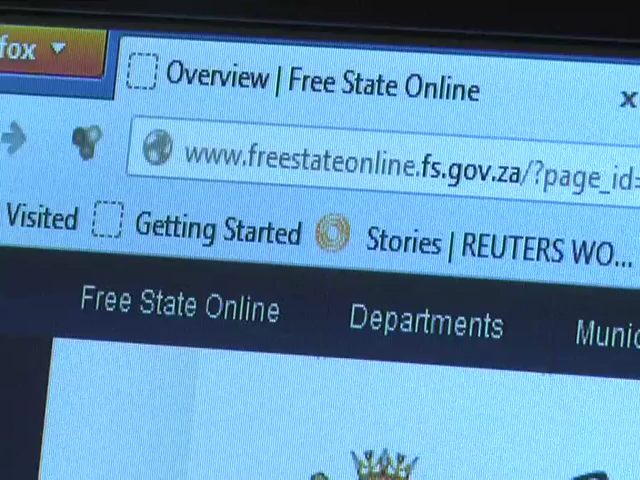 fox
Overview | Free State Online
x
www.freestateonline.fs.gov.za/?page_id=
Visited Getting Started Stories | REUTERS WO...
Free State Online Departments Munic